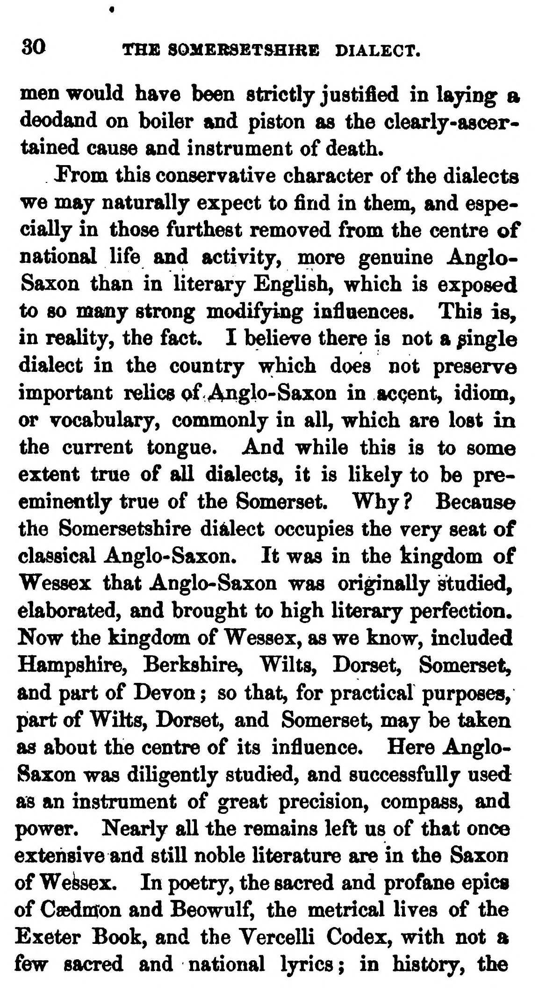 30 THE SOMERSETSHIRE DIALECT.
men would have been strictly justified in laying a
deodand on boiler and piston as the clearly-ascer-
tained cause and instrument of death.
From this conservative character of the dialects
we may naturally expect to find in them, and espe-
cially in those furthest removed from the centre of
national life and activity, more genuine Anglo-
Saxon than in literary English, which is exposed
to so many strong modifying influences. This is,
in reality, the fact. I believe there is not a single
dialect in the country which does not preserve
important relics of Anglo-Saxon in accent, idiom,
or vocabulary, commonly in all, which are lost in
the current tongue. And while this is to some
extent true of all dialects, it is likely to be pre-
eminently true of the Somerset. Why? Because
the Somersetshire dialect occupies the very seat of
classical Anglo-Saxon. It was in the kingdom of
Wessex that Anglo-Saxon was originally studied,
elaborated, and brought to high literary perfection.
Now the kingdom of Wessex, as we know, included
Hampshire, Berkshire, Wilts, Dorset, Somerset,
and part of Devon; so that, for practical purposes,
part of Wilts, Dorset, and Somerset, may be taken
as about the centre of its influence. Here Anglo-
Saxon was diligently studied, and successfully used
as an instrument of great precision, compass, and
power. Nearly all the remains left us of that once
extensive and still noble literature are in the Saxon
of Wessex. In poetry, the sacred and profane epics
of Cædmon and Beowulf, the metrical lives of the
Exeter Book, and the Vercelli Codex, with not a
few sacred and national lyrics; in history, the